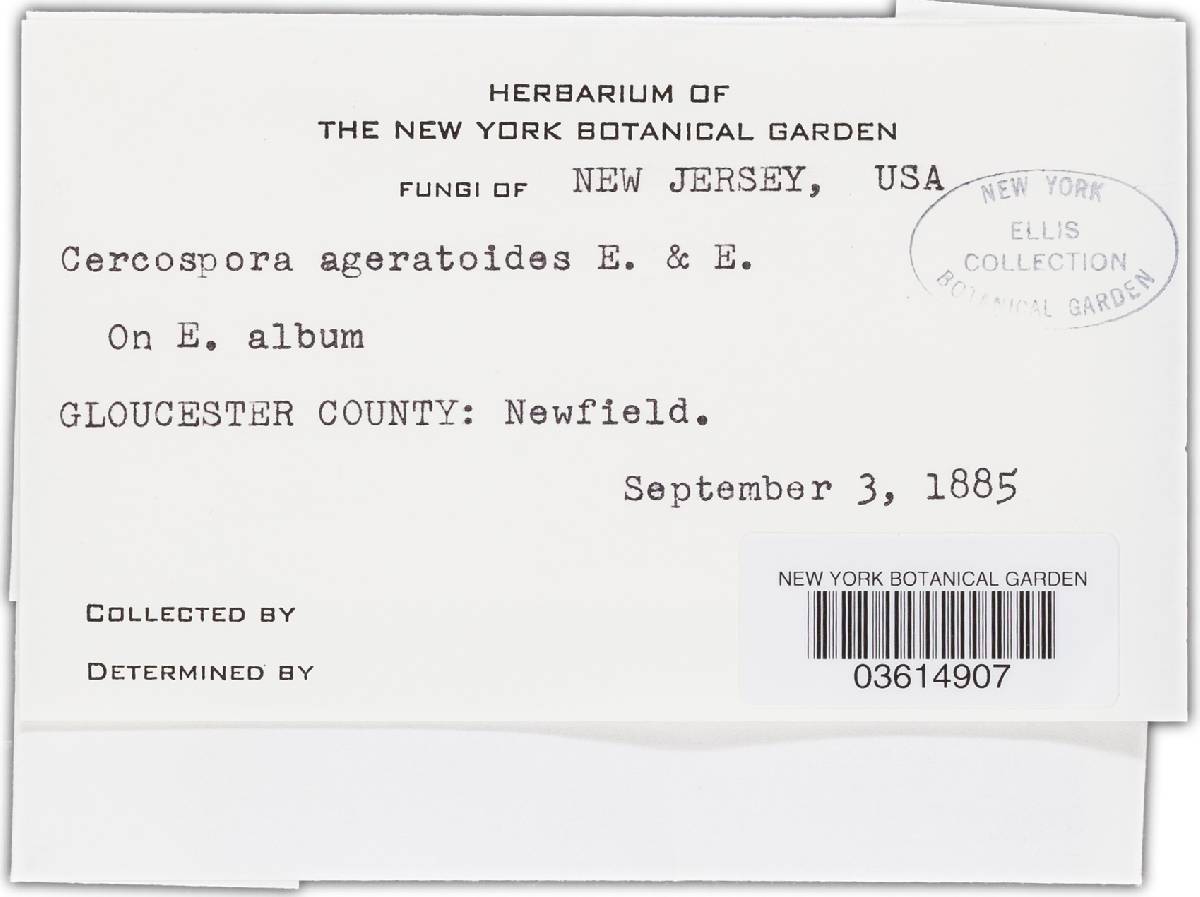 HERBARIUM OF
THE NEW YORK BOTANICAL GARDEN
FUNGI OF NEW JERSEY, USA
NEW YORK
ELLIS
COLLECTION
BOTANICAL GARDEN
Cercospora ageratoides E. & E.
On E. album
GLOUCESTER COUNTY: Newfield.
September 3, 1885
NEW YORK BOTANICAL GARDEN
03614907
COLLECTED BY
DETERMINED BY